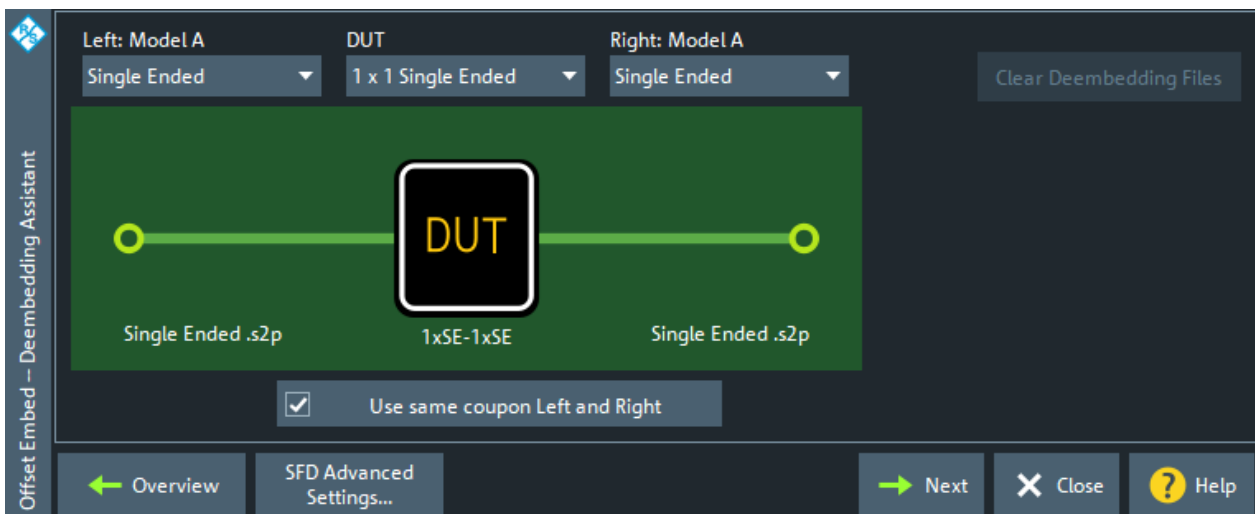 R&S
Offset Embed -- Deembedding Assistant
Left: Model A
DUT
Right: Model A
Single Ended
1 x 1 Single Ended
Single Ended
Clear Deembedding Files
DUT
Single Ended .s2p
1xSE-1xSE
Single Ended .s2p
Use same coupon Left and Right
Overview
SFD Advanced
Settings...
Next
Close
? Help